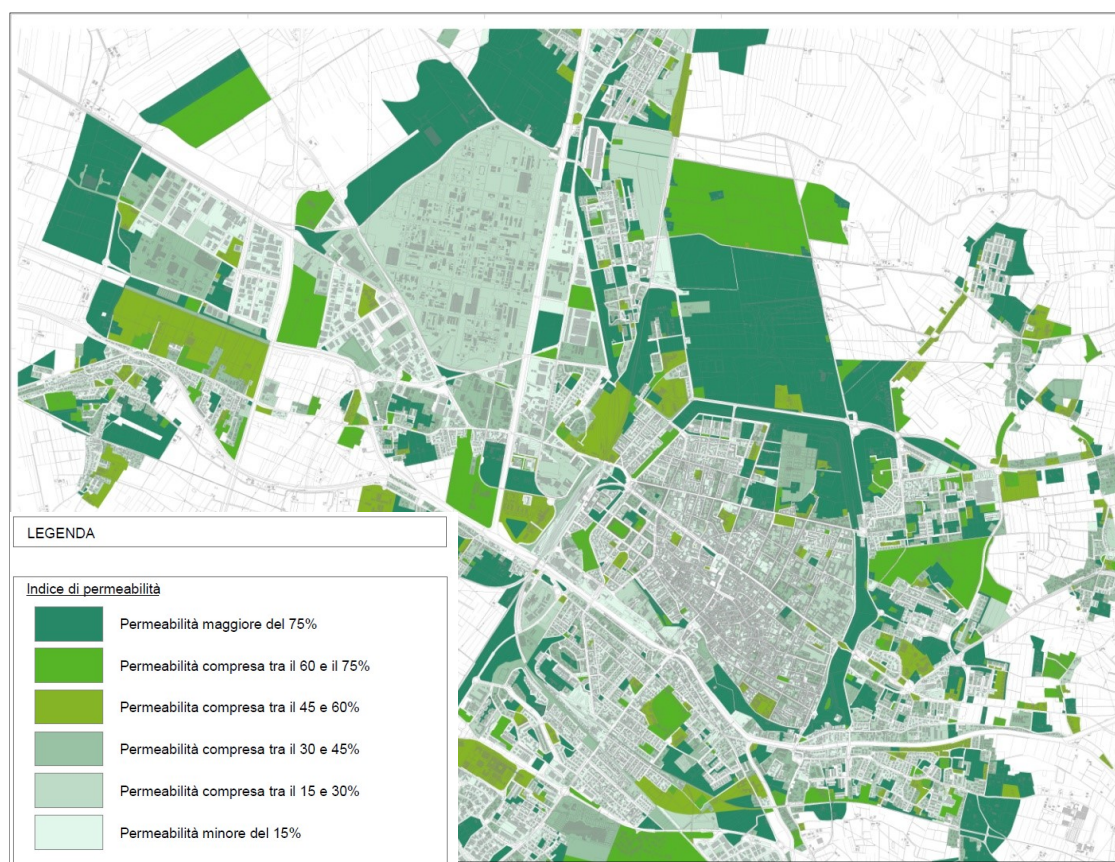 LEGENDA
Indice di permeabilità
Permeabilità maggiore del 75%
Permeabilità compresa tra il 60 e il 75%
Permeabilita compresa tra il 45 e 60%
Permeabilità compresa tra il 30 e 45%
Permeabilità compresa tra il 15 e 30%
Permeabilità minore del 15%